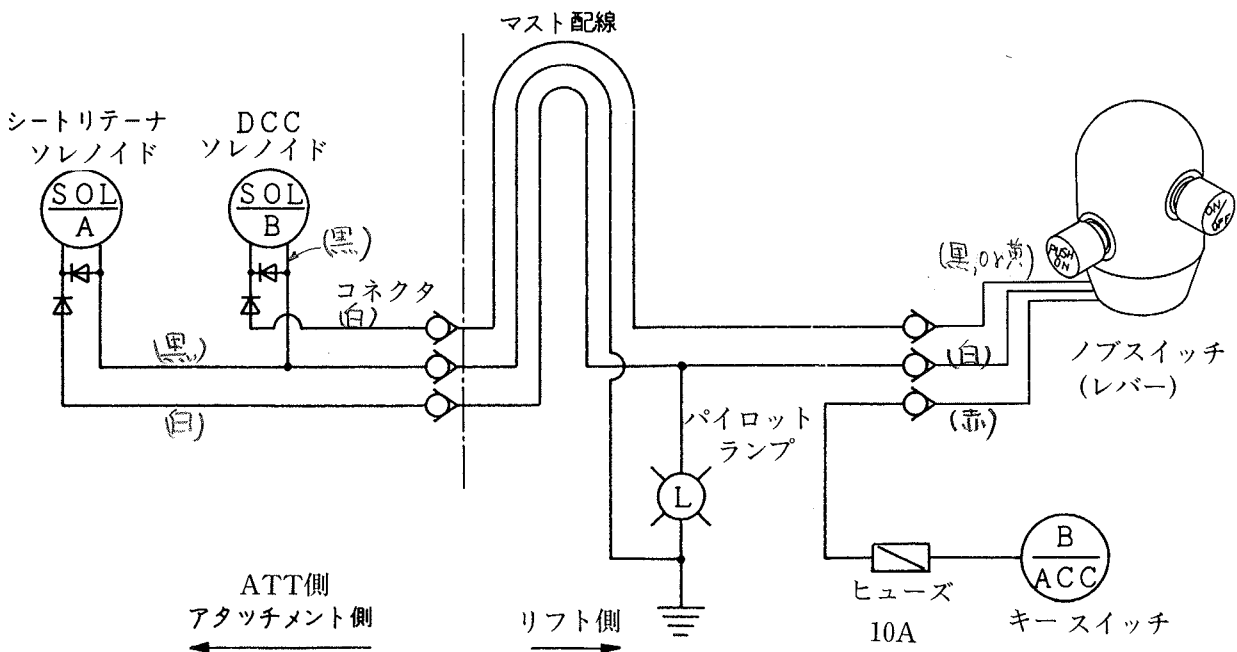 マスト配線
シートリテーナ
ソレノイド
DCC
ソレノイド
SOL
A
SOL
B
(黒)
コネクタ
(白)
(黒)
(白)
(黒,or黄)
(白)
(赤)
PUSH
ON
ON/
OFF
ノブスイッチ
(レバー)
パイロット
ランプ
L
B
ACC
ヒューズ
10A
キースイッチ
ATT側
アタッチメント側
リフト側